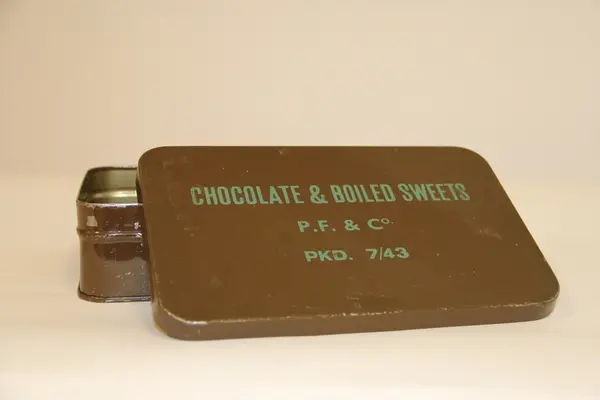 CHOCOLATE & BOILED SWEETS
P.F. & Co.
PKD. 7/43